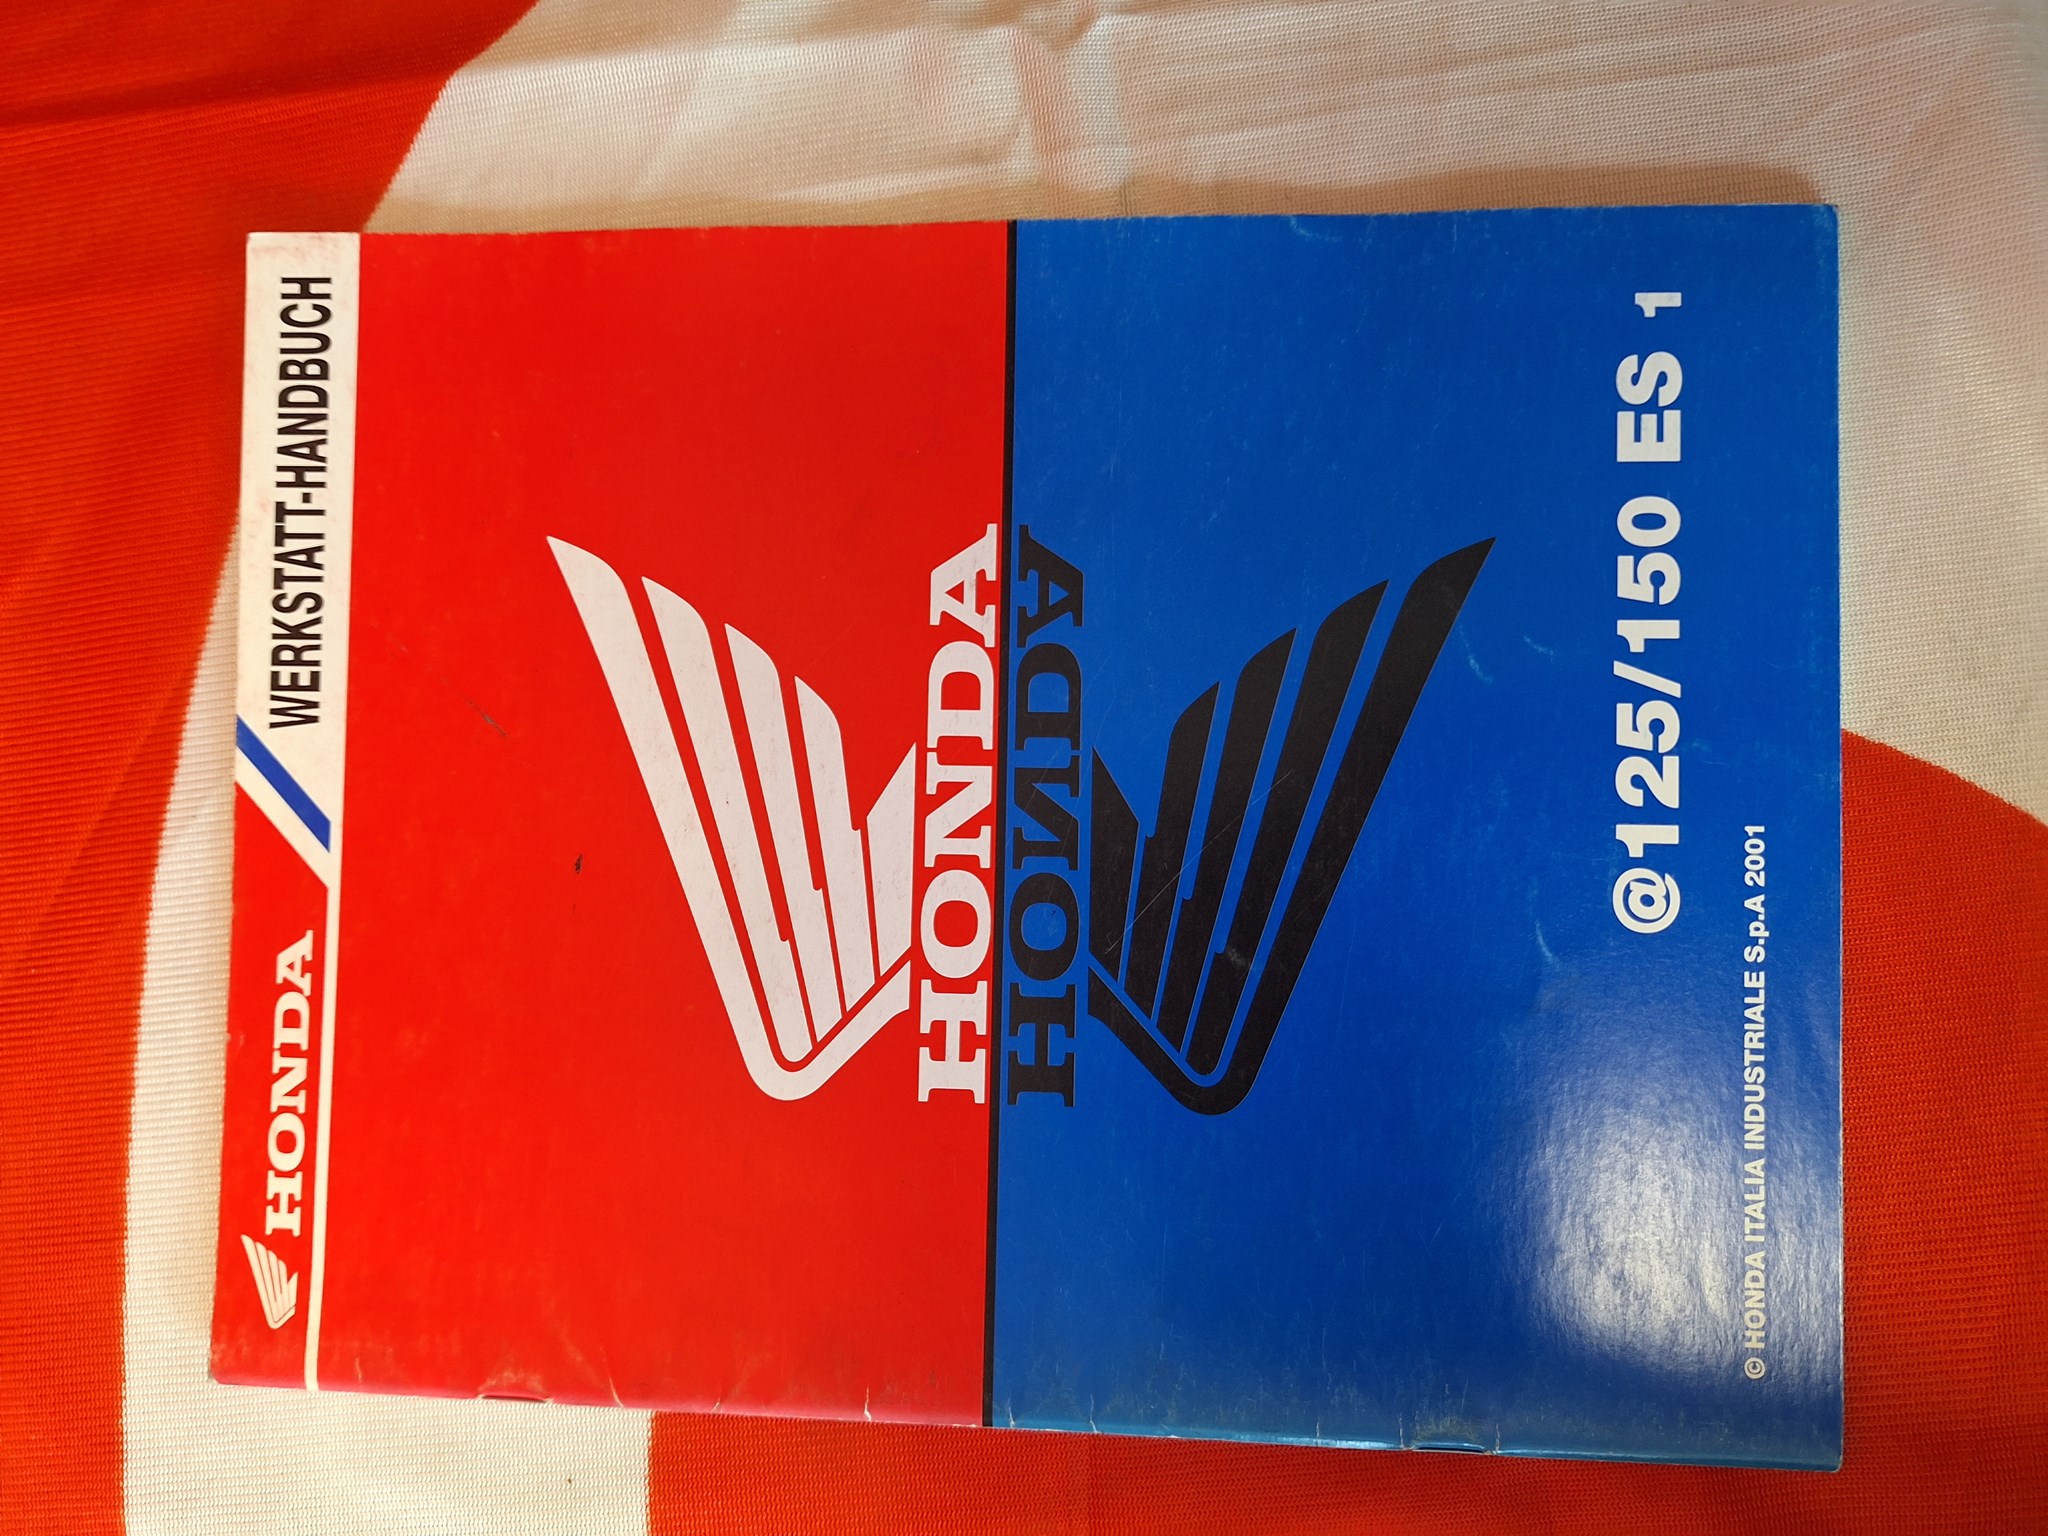 HONDA
WERKSTATT-HANDBUCH
HONDA
HONDA
@125/150 ES 1
© HONDA ITALIA INDUSTRIALE S.p.A 2001